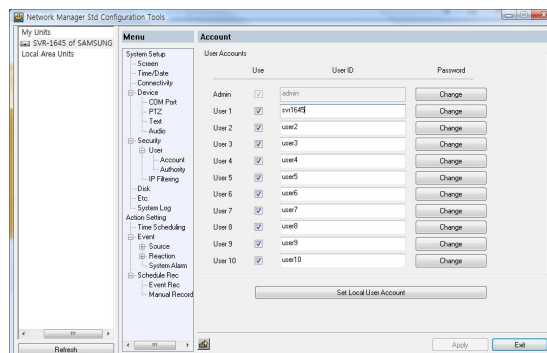 Network Manager Std Configuration Tools
My Units
SVR-1645 of SAMSUNG
Local Area Units
Refresh
Menu
System Setup
Screen
Time/Date
Connectivity
Device
COM Port
PTZ
Text
Audio
Security
User
Account
Authority
IP Filtering
Disk
Etc.
System Log
Action Setting
Time Scheduling
Event
Source
Reaction
System Alarm
Schedule Rec
Event Rec
Manual Record
Account
User Accounts
Use User ID Password
Admin admin Change
User 1 svr1645 Change
User 2 user2 Change
User 3 user3 Change
User 4 user4 Change
User 5 user5 Change
User 6 user6 Change
User 7 user7 Change
User 8 user8 Change
User 9 user9 Change
User 10 user10 Change
Set Local User Account
Apply Exit